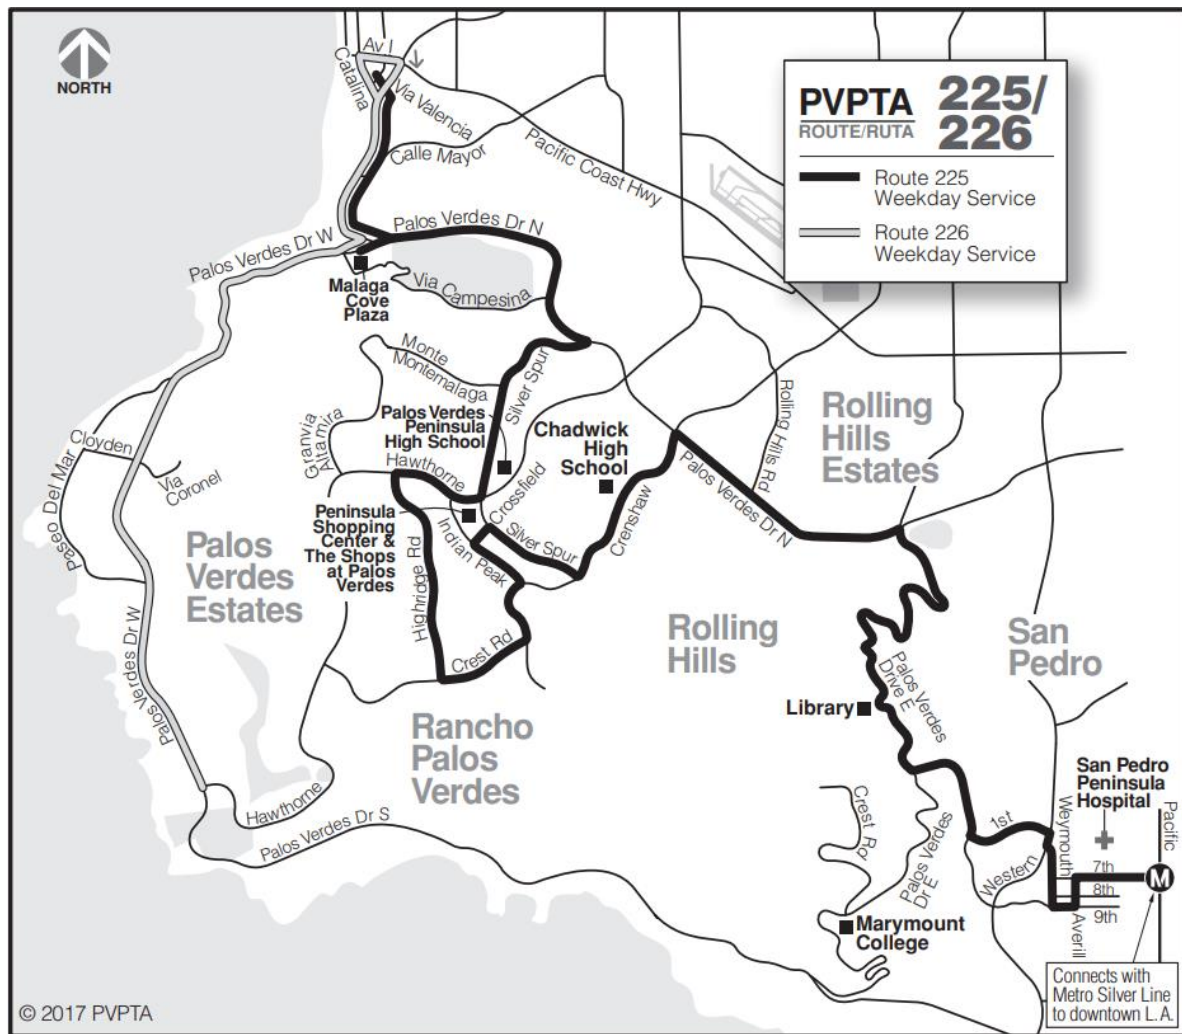 NORTH
Av I
Catalina
Via Valencia
Calle Mayor
Pacific Coast Hwy
PVPTA
ROUTE/RUTA
225/
226
Route 225
Weekday Service
Route 226
Weekday Service
Palos Verdes Dr W
Palos Verdes Dr N
Malaga
Cove
Plaza
Via Campesina
Monte
Montemalaga
Silver Spur
Granvia
Altamira
Palos Verdes
Peninsula
High School
Hawthorne
Crossfield
Chadwick
High
School
Rolling Hills Rd
Rolling
Hills
Estates
Cloyden
Via
Coronel
Paseo Del Mar
Peninsula
Shopping
Center &
The Shops
at Palos
Verdes
Indian Peak
Silver Spur
Crenshaw
Palos Verdes Dr N
Palos
Verdes
Estates
Highridge Rd
Crest Rd
Rolling
Hills
San
Pedro
Palos Verdes
Drive E
Library
Palos Verdes Dr W
Rancho
Palos
Verdes
Hawthorne
Palos Verdes Dr S
Crest Rd
Palos Verdes
Dr E
Marymount
College
1st
Western
Weymouth
San Pedro
Peninsula
Hospital
Pacific
7th
8th
9th
M
Averill
Connects with
Metro Silver Line
to downtown L.A.
© 2017 PVPTA